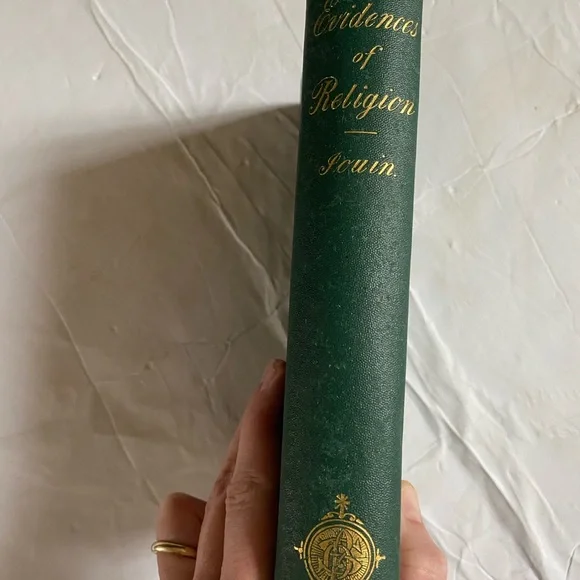 Evidences
of
Religion
Jouin.